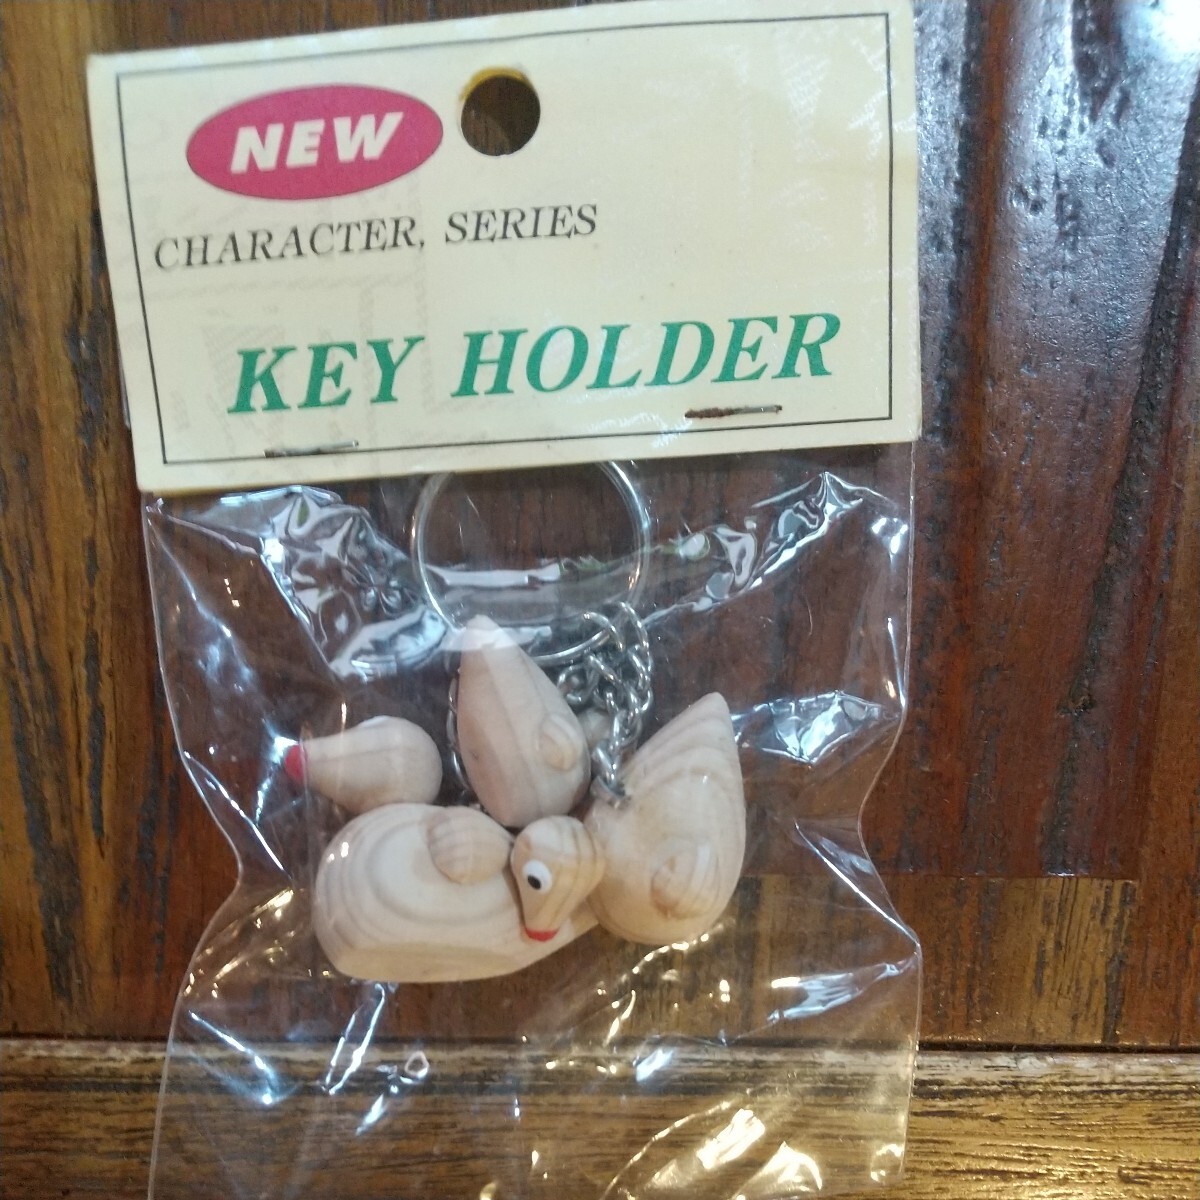 NEW
CHARACTER, SERIES
KEY HOLDER